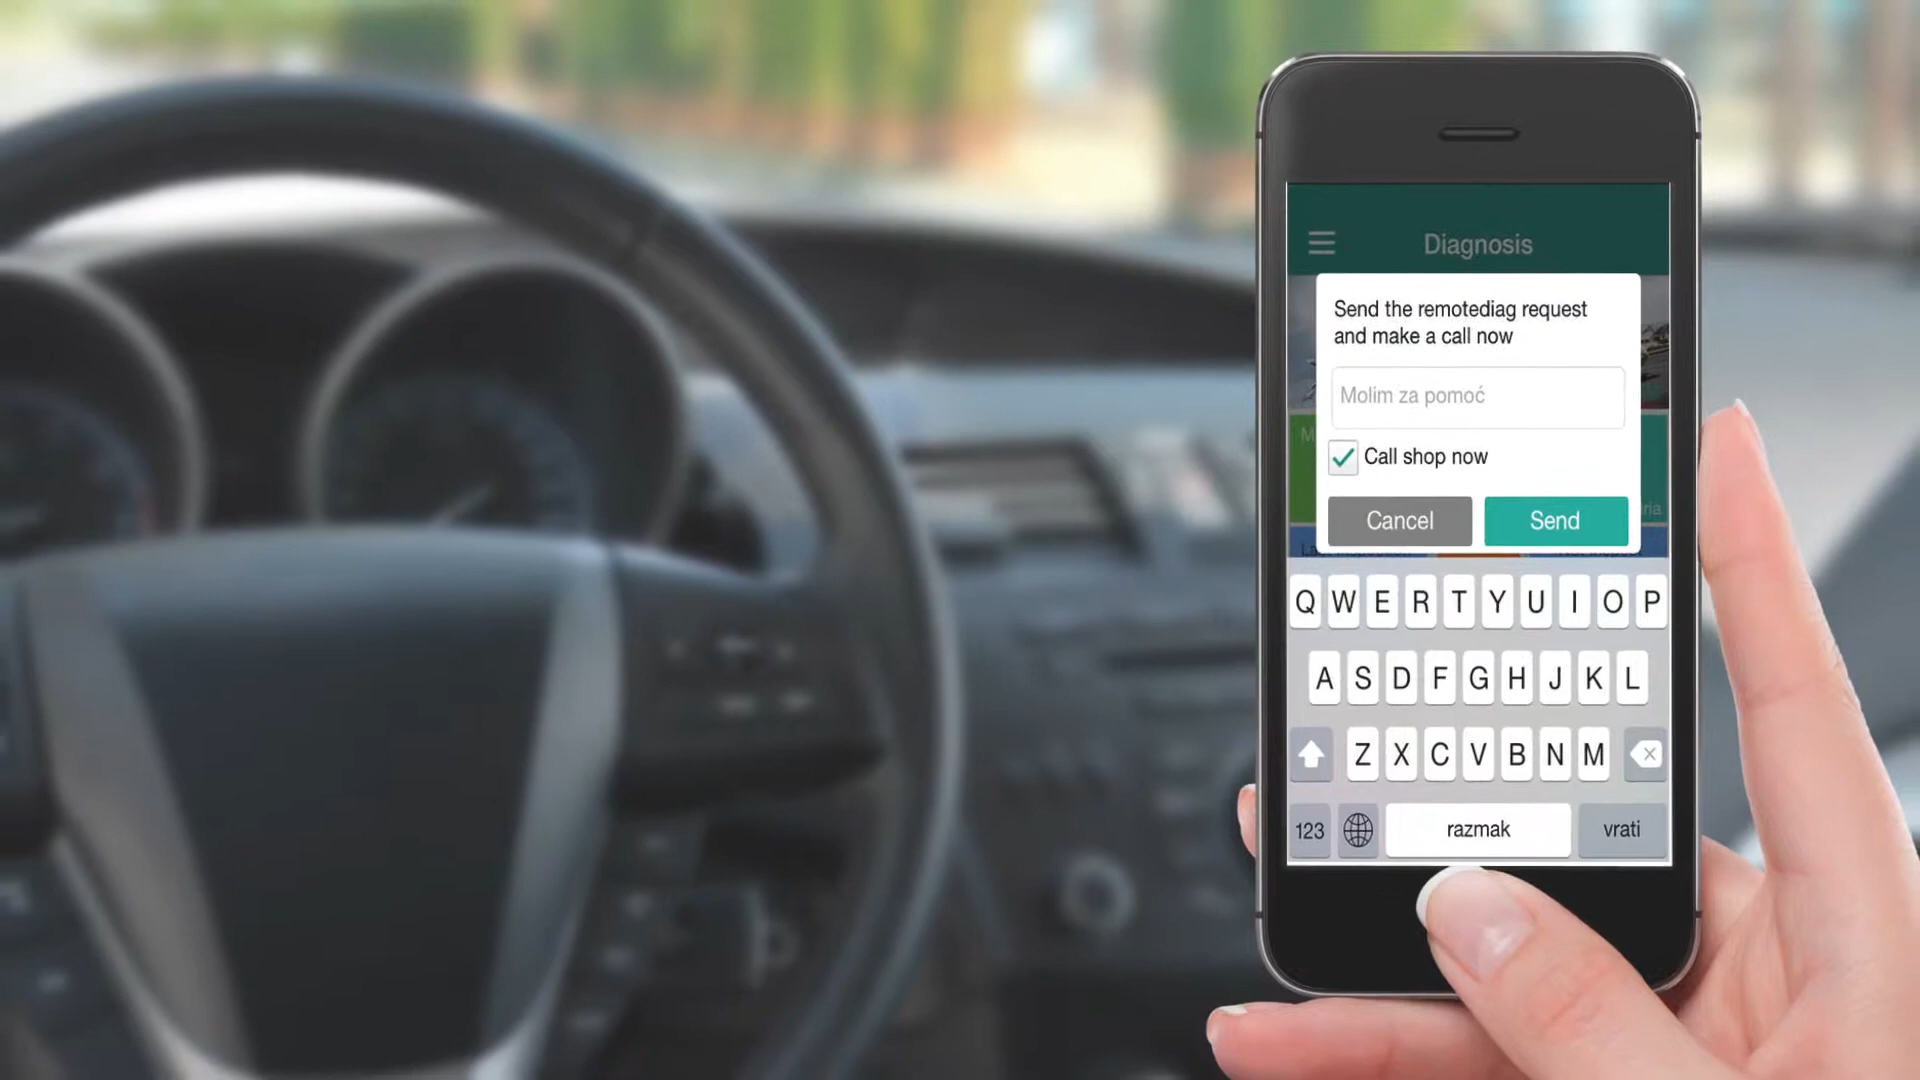 Diagnosis
Send the remotediag request
and make a call now
Molim za pomoć
Call shop now
Cancel
Send
Q W E R T Y U I O P
A S D F G H J K L
Z X C V B N M
123
razmak
vrati